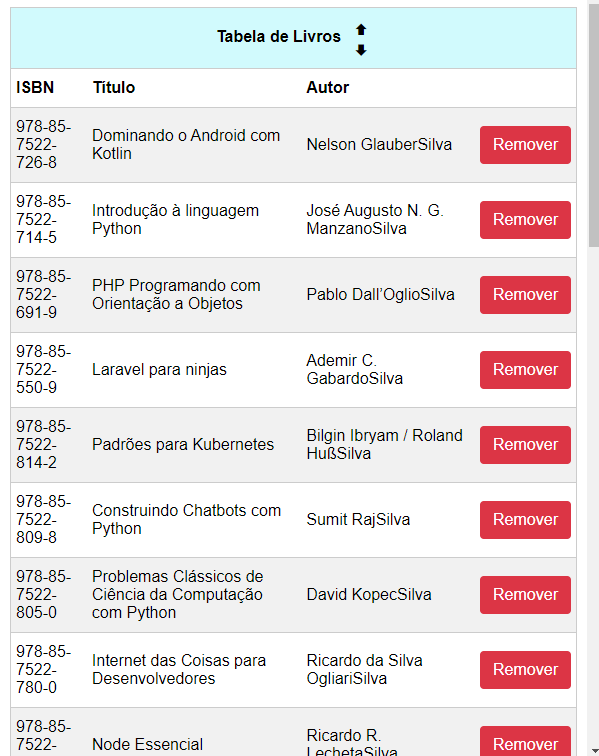 Tabela de Livros
ISBN Título Autor
978-85-
7522-
726-8
Dominando o Android com
Kotlin
Nelson GlauberSilva
Remover
978-85-
7522-
714-5
Introdução à linguagem
Python
José Augusto N. G.
ManzanoSilva
Remover
978-85-
7522-
691-9
PHP Programando com
Orientação a Objetos
Pablo Dall'OglioSilva
Remover
978-85-
7522-
550-9
Laravel para ninjas
Ademir C.
GabardoSilva
Remover
978-85-
7522-
814-2
Padrões para Kubernetes
Bilgin Ibryam / Roland
HußSilva
Remover
978-85-
7522-
809-8
Construindo Chatbots com
Python
Sumit RajSilva
Remover
978-85-
7522-
805-0
Problemas Clássicos de
Ciência da Computação
com Python
David KopecSilva
Remover
978-85-
7522-
780-0
Internet das Coisas para
Desenvolvedores
Ricardo da Silva
OgliariSilva
Remover
978-85-
7522-
Node Essencial
Ricardo R.
LechetaSilva
Remover